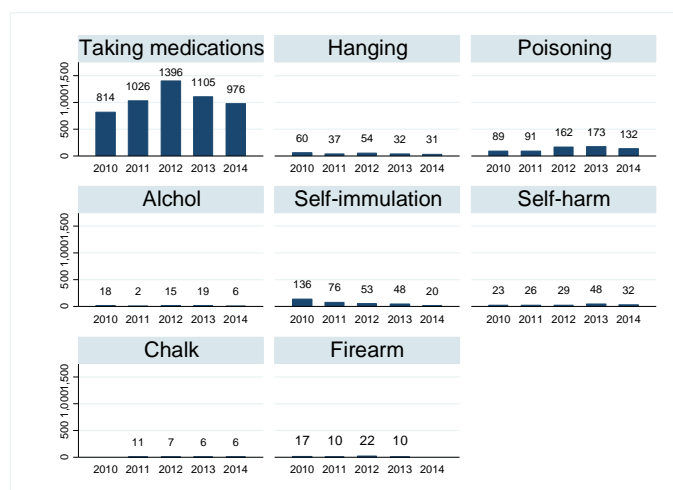 Taking medications Hanging Poisoning
0 500 1,000 1,500
814 1026 1396 1105 976
60 37 54 32 31
89 91 162 173 132
2010 2011 2012 2013 2014 2010 2011 2012 2013 2014 2010 2011 2012 2013 2014
Alchol Self-immulation Self-harm
0 500 1,000 1,500
18 2 15 19 6
136 76 53 48 20
23 26 29 48 32
2010 2011 2012 2013 2014 2010 2011 2012 2013 2014 2010 2011 2012 2013 2014
Chalk Firearm
0 500 1,000 1,500
11 7 6 6
17 10 22 10
2010 2011 2012 2013 2014 2010 2011 2012 2013 2014